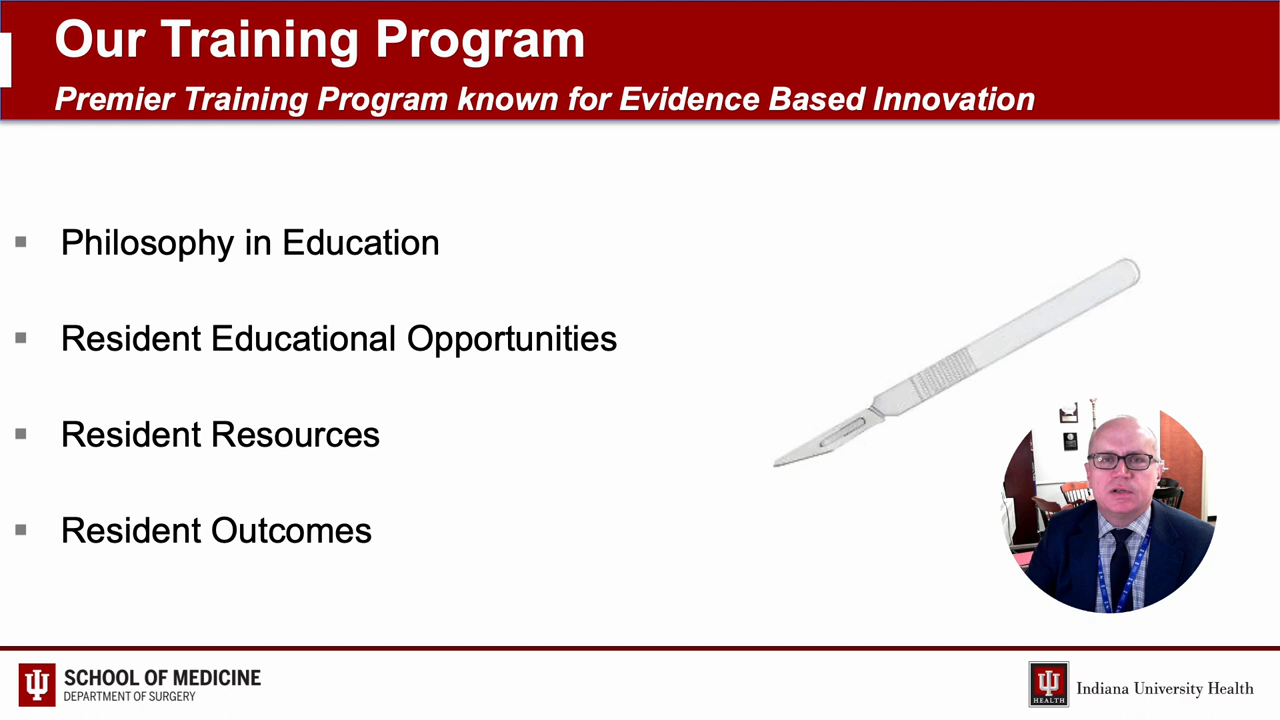 Our Training Program
Premier Training Program known for Evidence Based Innovation
Philosophy in Education
Resident Educational Opportunities
Resident Resources
Resident Outcomes
SCHOOL OF MEDICINE
DEPARTMENT OF SURGERY
HEALTH
Indiana University Health